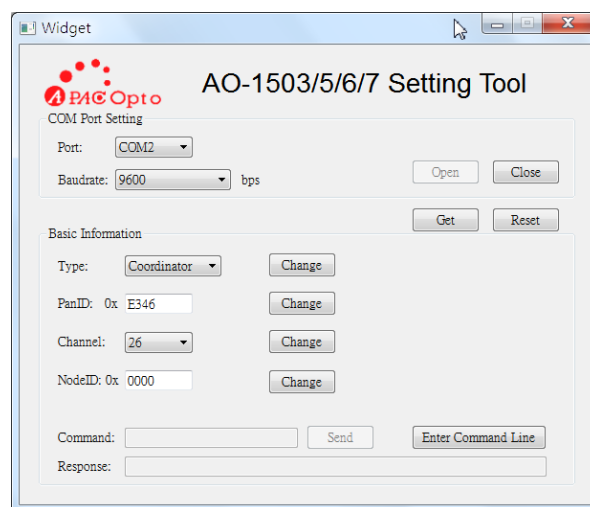 Widget
APAC Opto
AO-1503/5/6/7 Setting Tool
COM Port Setting
Port: COM2
Baudrate: 9600 bps Open Close
Get Reset
Basic Information
Type: Coordinator Change
PanID: 0x E346 Change
Channel: 26 Change
NodeID: 0x 0000 Change
Command: Send Enter Command Line
Response: